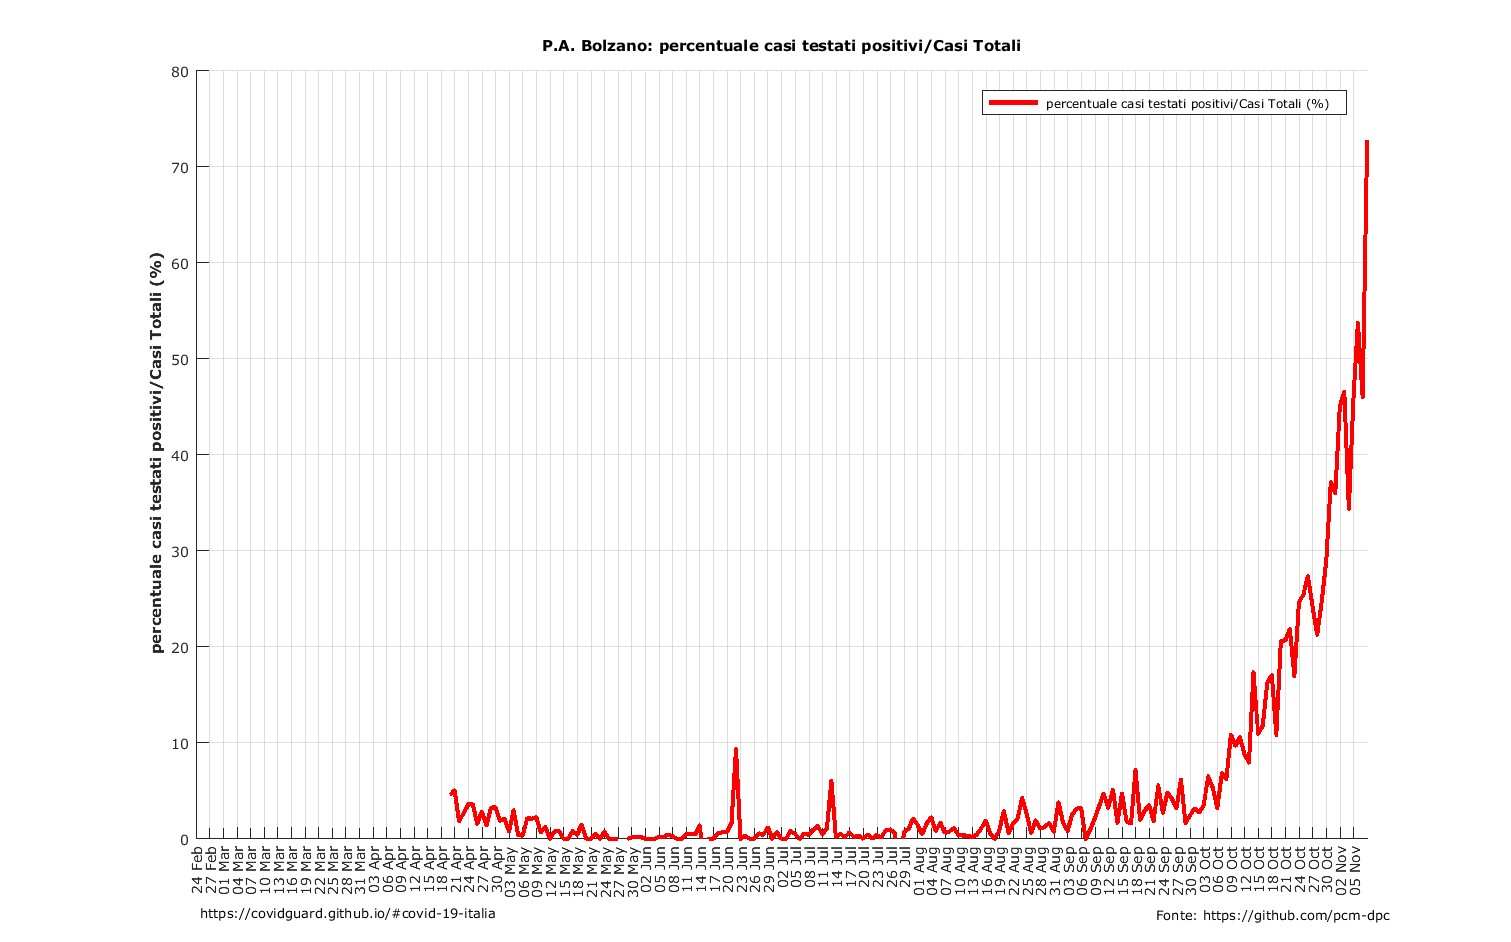 P.A. Bolzano: percentuale casi testati positivi/Casi Totali
percentuale casi testati positivi/Casi Totali (%)
percentuale casi testati positivi/Casi Totali (%)
80
70
60
50
40
30
20
10
0
24 Feb
27 Feb
01 Mar
04 Mar
07 Mar
10 Mar
13 Mar
16 Mar
19 Mar
22 Mar
25 Mar
28 Mar
31 Mar
03 Apr
06 Apr
09 Apr
12 Apr
15 Apr
18 Apr
21 Apr
24 Apr
27 Apr
30 Apr
03 May
06 May
09 May
12 May
15 May
18 May
21 May
24 May
27 May
30 May
02 Jun
05 Jun
08 Jun
11 Jun
14 Jun
17 Jun
20 Jun
23 Jun
26 Jun
29 Jun
02 Jul
05 Jul
08 Jul
11 Jul
14 Jul
17 Jul
20 Jul
23 Jul
26 Jul
29 Jul
01 Aug
04 Aug
07 Aug
10 Aug
13 Aug
16 Aug
19 Aug
22 Aug
25 Aug
28 Aug
31 Aug
03 Sep
06 Sep
09 Sep
12 Sep
15 Sep
18 Sep
21 Sep
24 Sep
27 Sep
30 Sep
03 Oct
06 Oct
09 Oct
12 Oct
15 Oct
18 Oct
21 Oct
24 Oct
27 Oct
30 Oct
02 Nov
05 Nov
https://covidguard.github.io/#covid-19-italia
Fonte: https://github.com/pcm-dpc